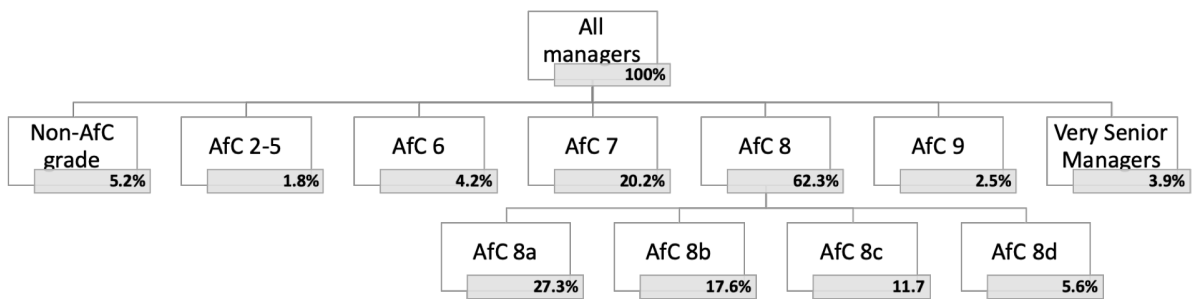 All
managers
100%
Non-AfC
grade
5.2%
AfC 2-5
1.8%
AfC 6
4.2%
AfC 7
20.2%
AfC 8
62.3%
AfC 9
2.5%
Very Senior
Managers
3.9%
AfC 8a
27.3%
AfC 8b
17.6%
AfC 8c
11.7
AfC 8d
5.6%